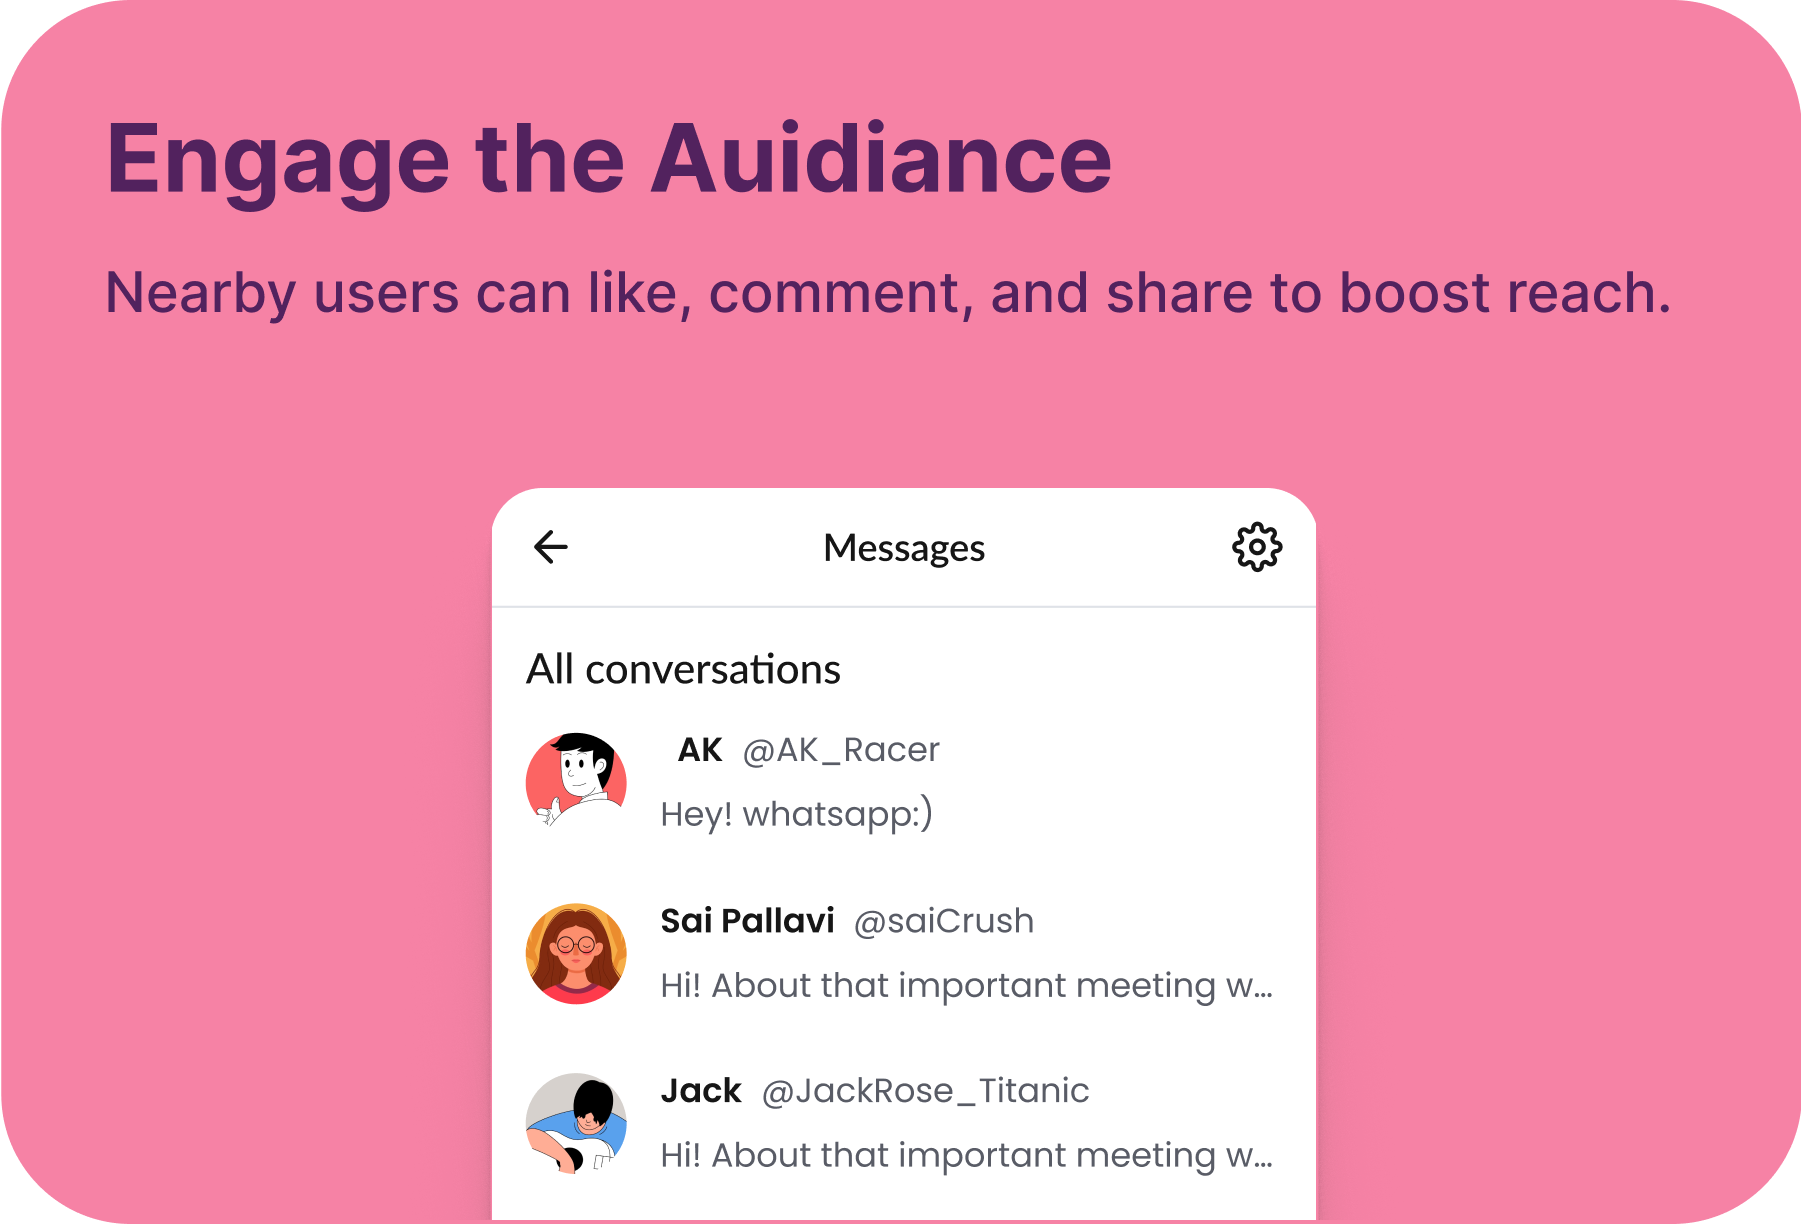 Engage the Auidiance
Nearby users can like, comment, and share to boost reach.
Messages
All conversations
AK @AK_Racer
Hey! whatsapp:)
Sai Pallavi @saiCrush
Hi! About that important meeting w...
Jack @JackRose_Titanic
Hi! About that important meeting w...